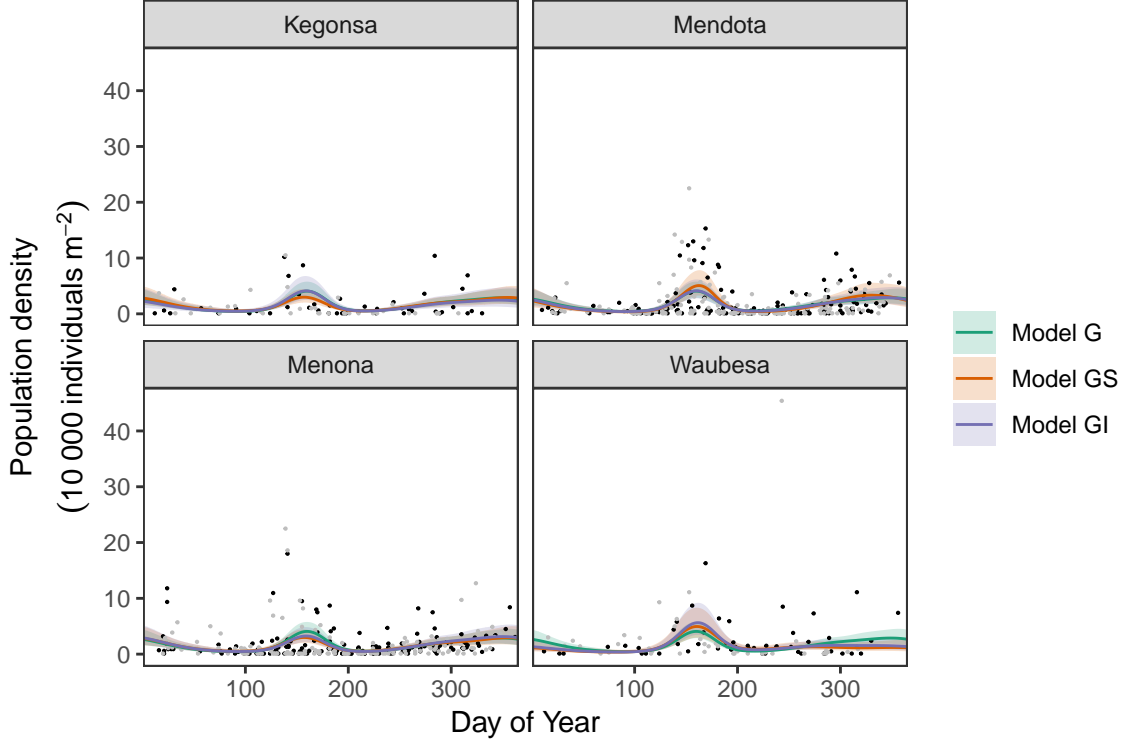 Kegonsa
Mendota
40
30
20
10
0
Menona
Waubesa
40
30
20
10
0
100
200
300
100
200
300
Day of Year
Population density
(10 000 individuals m⁻²)
Model G
Model GS
Model GI